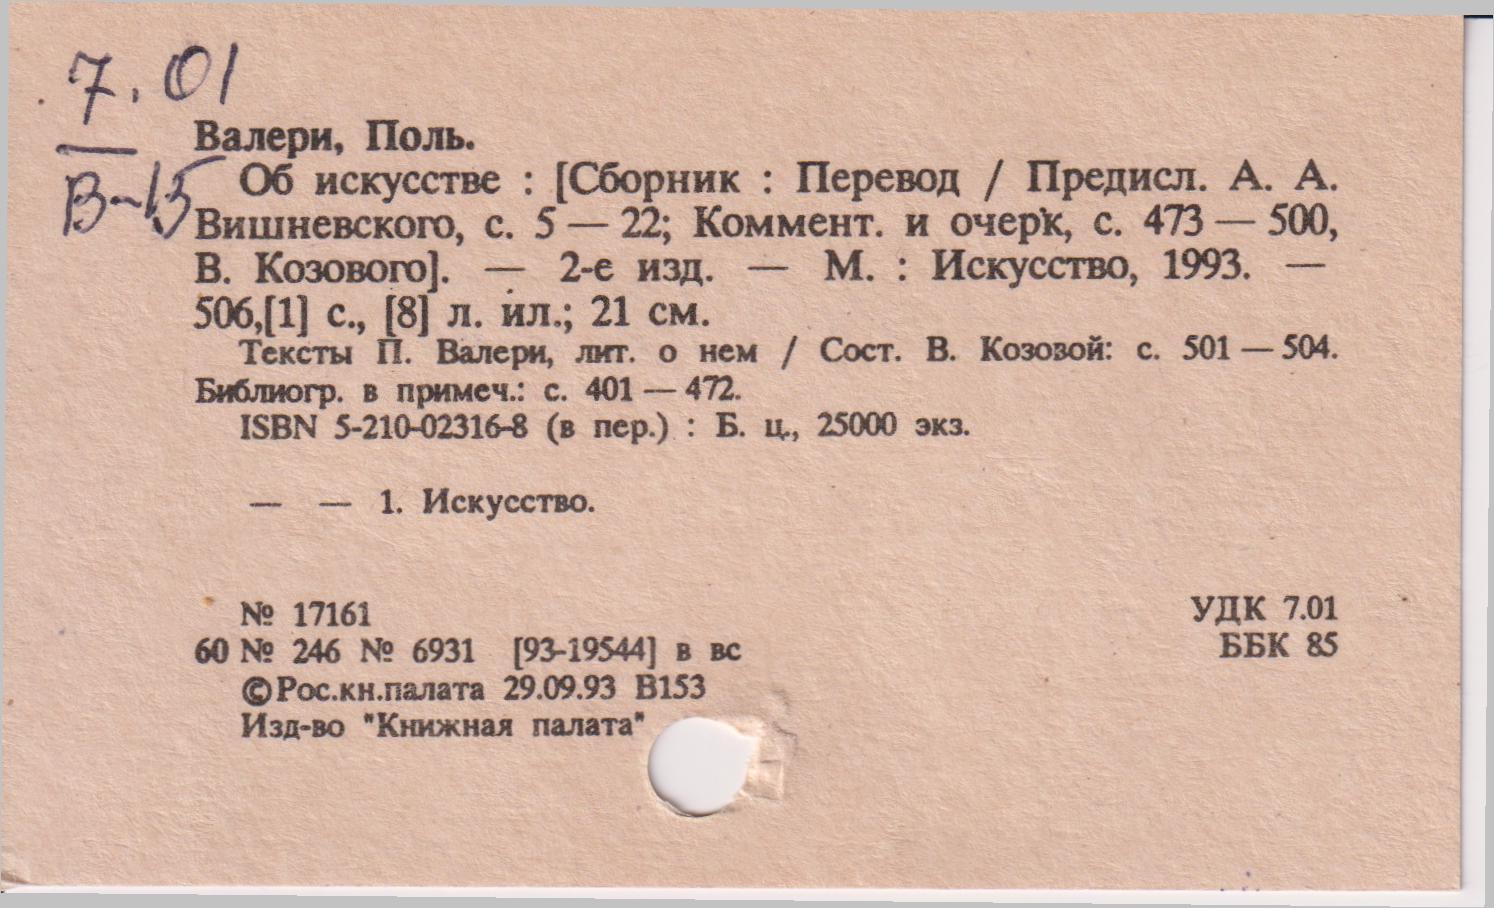 7.01
В-15
Валери, Поль.
Об искусстве : [Сборник : Перевод / Предисл. А. А.
Вишневского, с. 5 — 22; Коммент. и очерк, с. 473 — 500,
В. Козового]. — 2-е изд. — М. : Искусство, 1993. —
506,[1] с., [8] л. ил.; 21 см.
Тексты П. Валери, лит. о нем / Сост. В. Козовой: с. 501 — 504.
Библиогр. в примеч.: с. 401 — 472.
ISBN 5-210-02316-8 (в пер.) : Б. ц., 25000 экз.
— — 1. Искусство.
№ 17161
60 № 246 № 6931 [93-19544] в вс
©Рос.кн.палата 29.09.93 В153
Изд-во "Книжная палата"
УДК 7.01
ББК 85